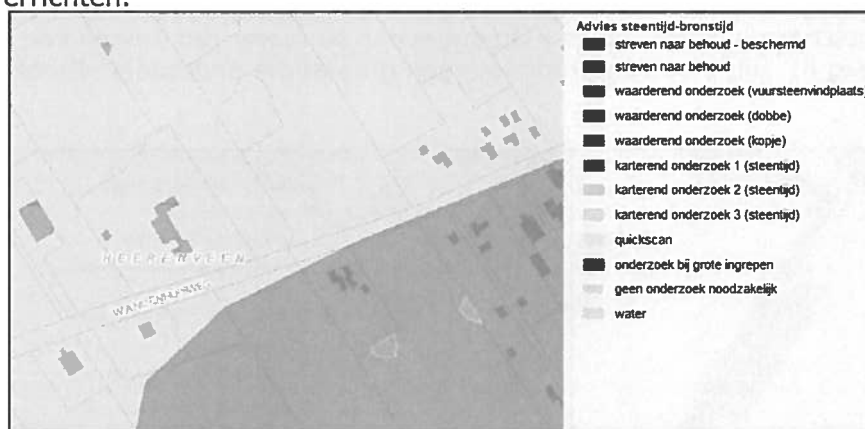 errichten.
Advies steentijd-bronstijd
streven naar behoud - beschermd
streven naar behoud
waarderend onderzoek (vuursteenvindplaats)
waarderend onderzoek (dobbe)
waarderend onderzoek (kopje)
karterend onderzoek 1 (steentijd)
karterend onderzoek 2 (steentijd)
karterend onderzoek 3 (steentijd)
quickscan
onderzoek bij grote ingrepen
geen onderzoek noodzakelijk
water
HEERENVEEN